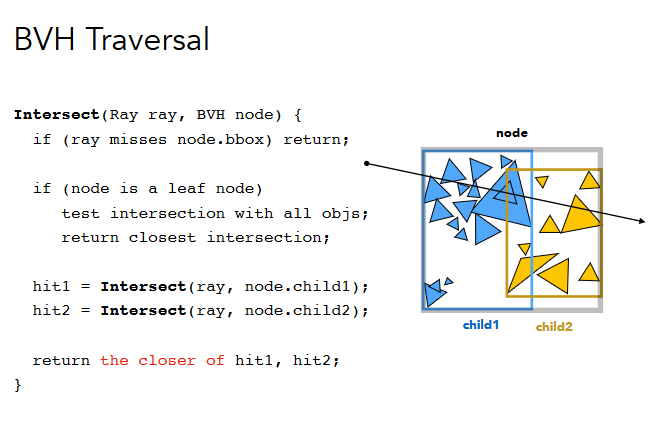 BVH Traversal
Intersect(Ray ray, BVH node) {
if (ray misses node.bbox) return;
if (node is a leaf node)
test intersection with all objs;
return closest intersection;
hit1 = Intersect(ray, node.child1);
hit2 = Intersect(ray, node.child2);
return the closer of hit1, hit2;
}
node
child1
child2